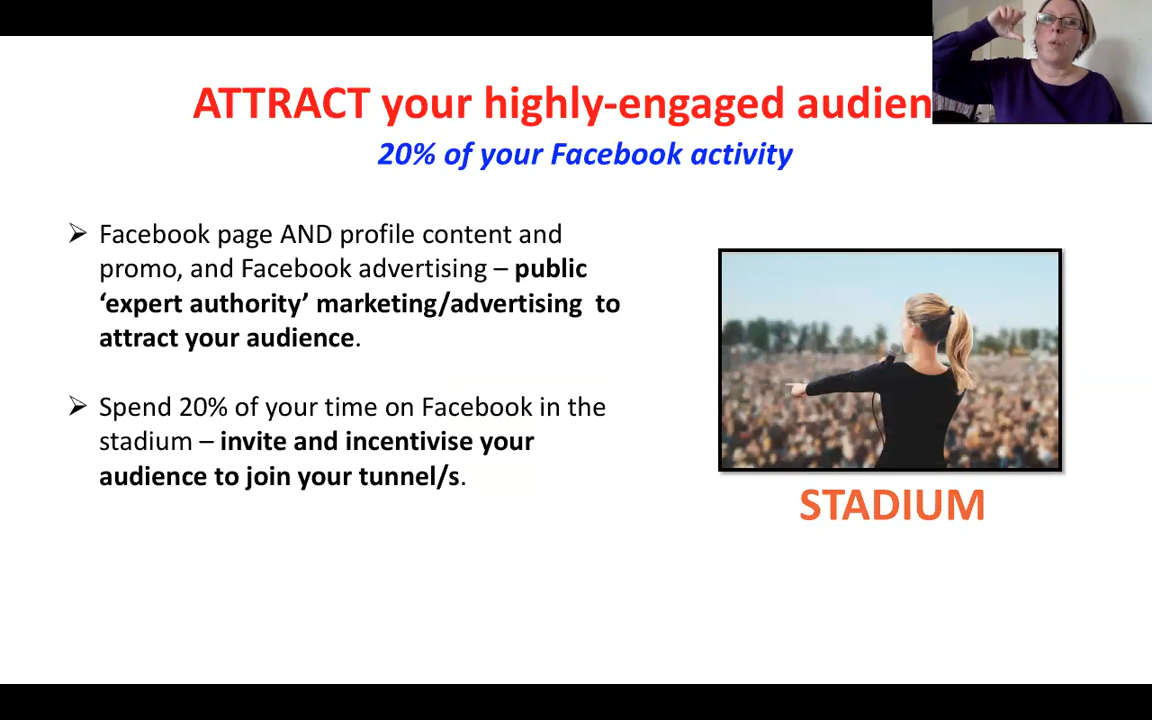 ATTRACT your highly-engaged audien
20% of your Facebook activity
➢ Facebook page AND profile content and
promo, and Facebook advertising – public
‘expert authority’ marketing/advertising to
attract your audience.
➢ Spend 20% of your time on Facebook in the
stadium – invite and incentivise your
audience to join your tunnel/s.
STADIUM